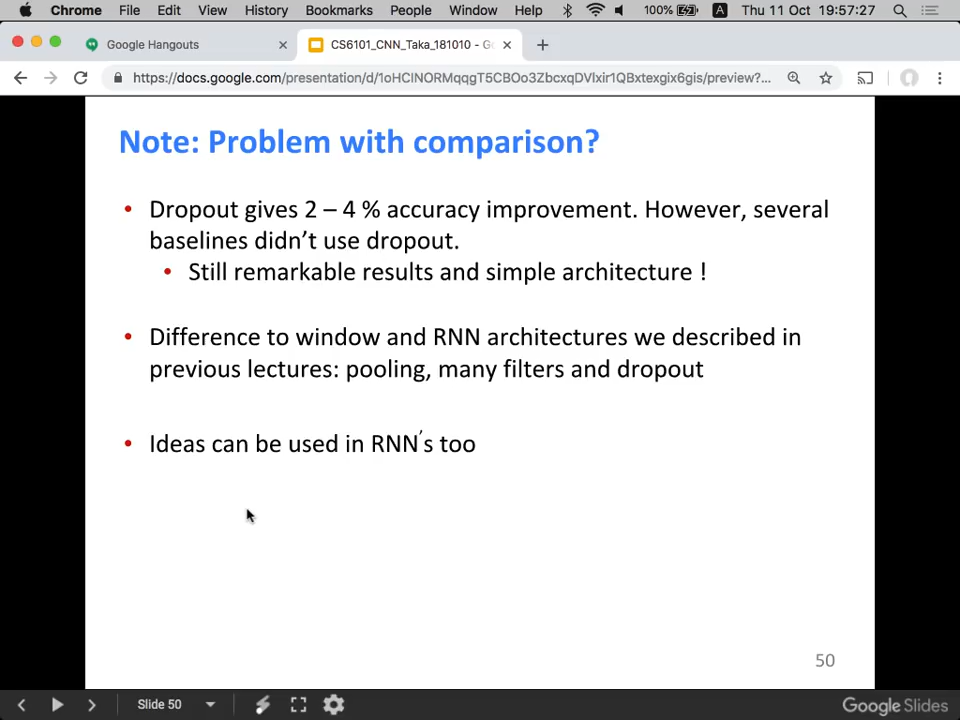 Chrome File Edit View History Bookmarks People Window Help 100% A Thu 11 Oct 19:57:27
Google Hangouts
CS6101_CNN_Taka_181010 - Go
https://docs.google.com/presentation/d/1oHClNORMqqgT5CBOo3ZbcxqDVlxir1QBxtexgix6gis/preview?...
Note: Problem with comparison?
• Dropout gives 2 – 4 % accuracy improvement. However, several
baselines didn’t use dropout.
• Still remarkable results and simple architecture !
• Difference to window and RNN architectures we described in
previous lectures: pooling, many filters and dropout
• Ideas can be used in RNN’s too
50
Slide 50
Google Slides